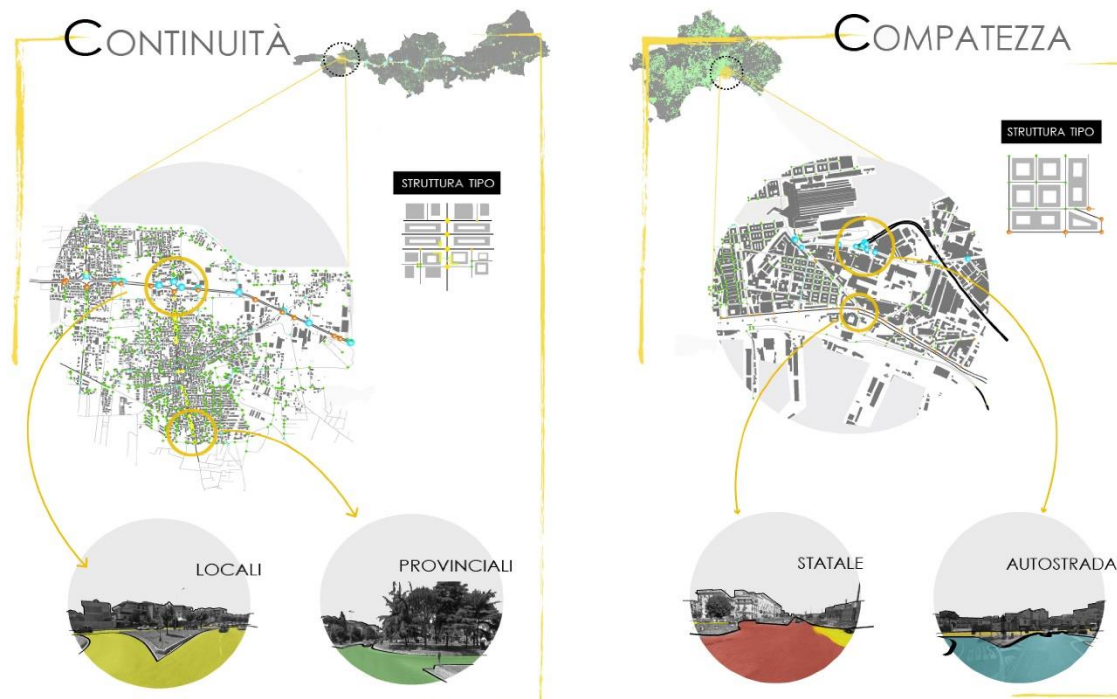 CONTINUITÀ
STRUTTURA TIPO
LOCALI
PROVINCIALI
COMPATEZZA
STRUTTURA TIPO
STATALE
AUTOSTRADA